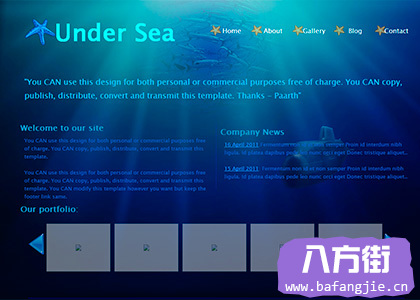 Under Sea
Home About Gallery Blog Contact
"You CAN use this design for both personal or commercial purposes free of charge. You CAN copy,
publish, distribute, convert and transmit this template. Thanks - Paarth"
Welcome to our site
You CAN use this design for both personal or commercial purposes free
of charge. You CAN copy, publish, distribute, convert and transmit this
template.
You CAN use this design for both personal or commercial purposes free
of charge. You CAN copy, publish, distribute, convert and transmit this
template. You CAN modify this template however you want but keep the
footer link same.
Company News
10 April 2011 Fermentum non id et non semper Proin id interdum nibh
ligula. id platea dapibus pede leo nunc orci eget Donec tristique aliquet..
15 April 2011 Fermentum non id et non semper Proin id interdum nibh
ligula. id platea dapibus pede leo nunc orci eget Donec tristique aliquet..
Our portfolio:
八方街
www.bafangjie.cn